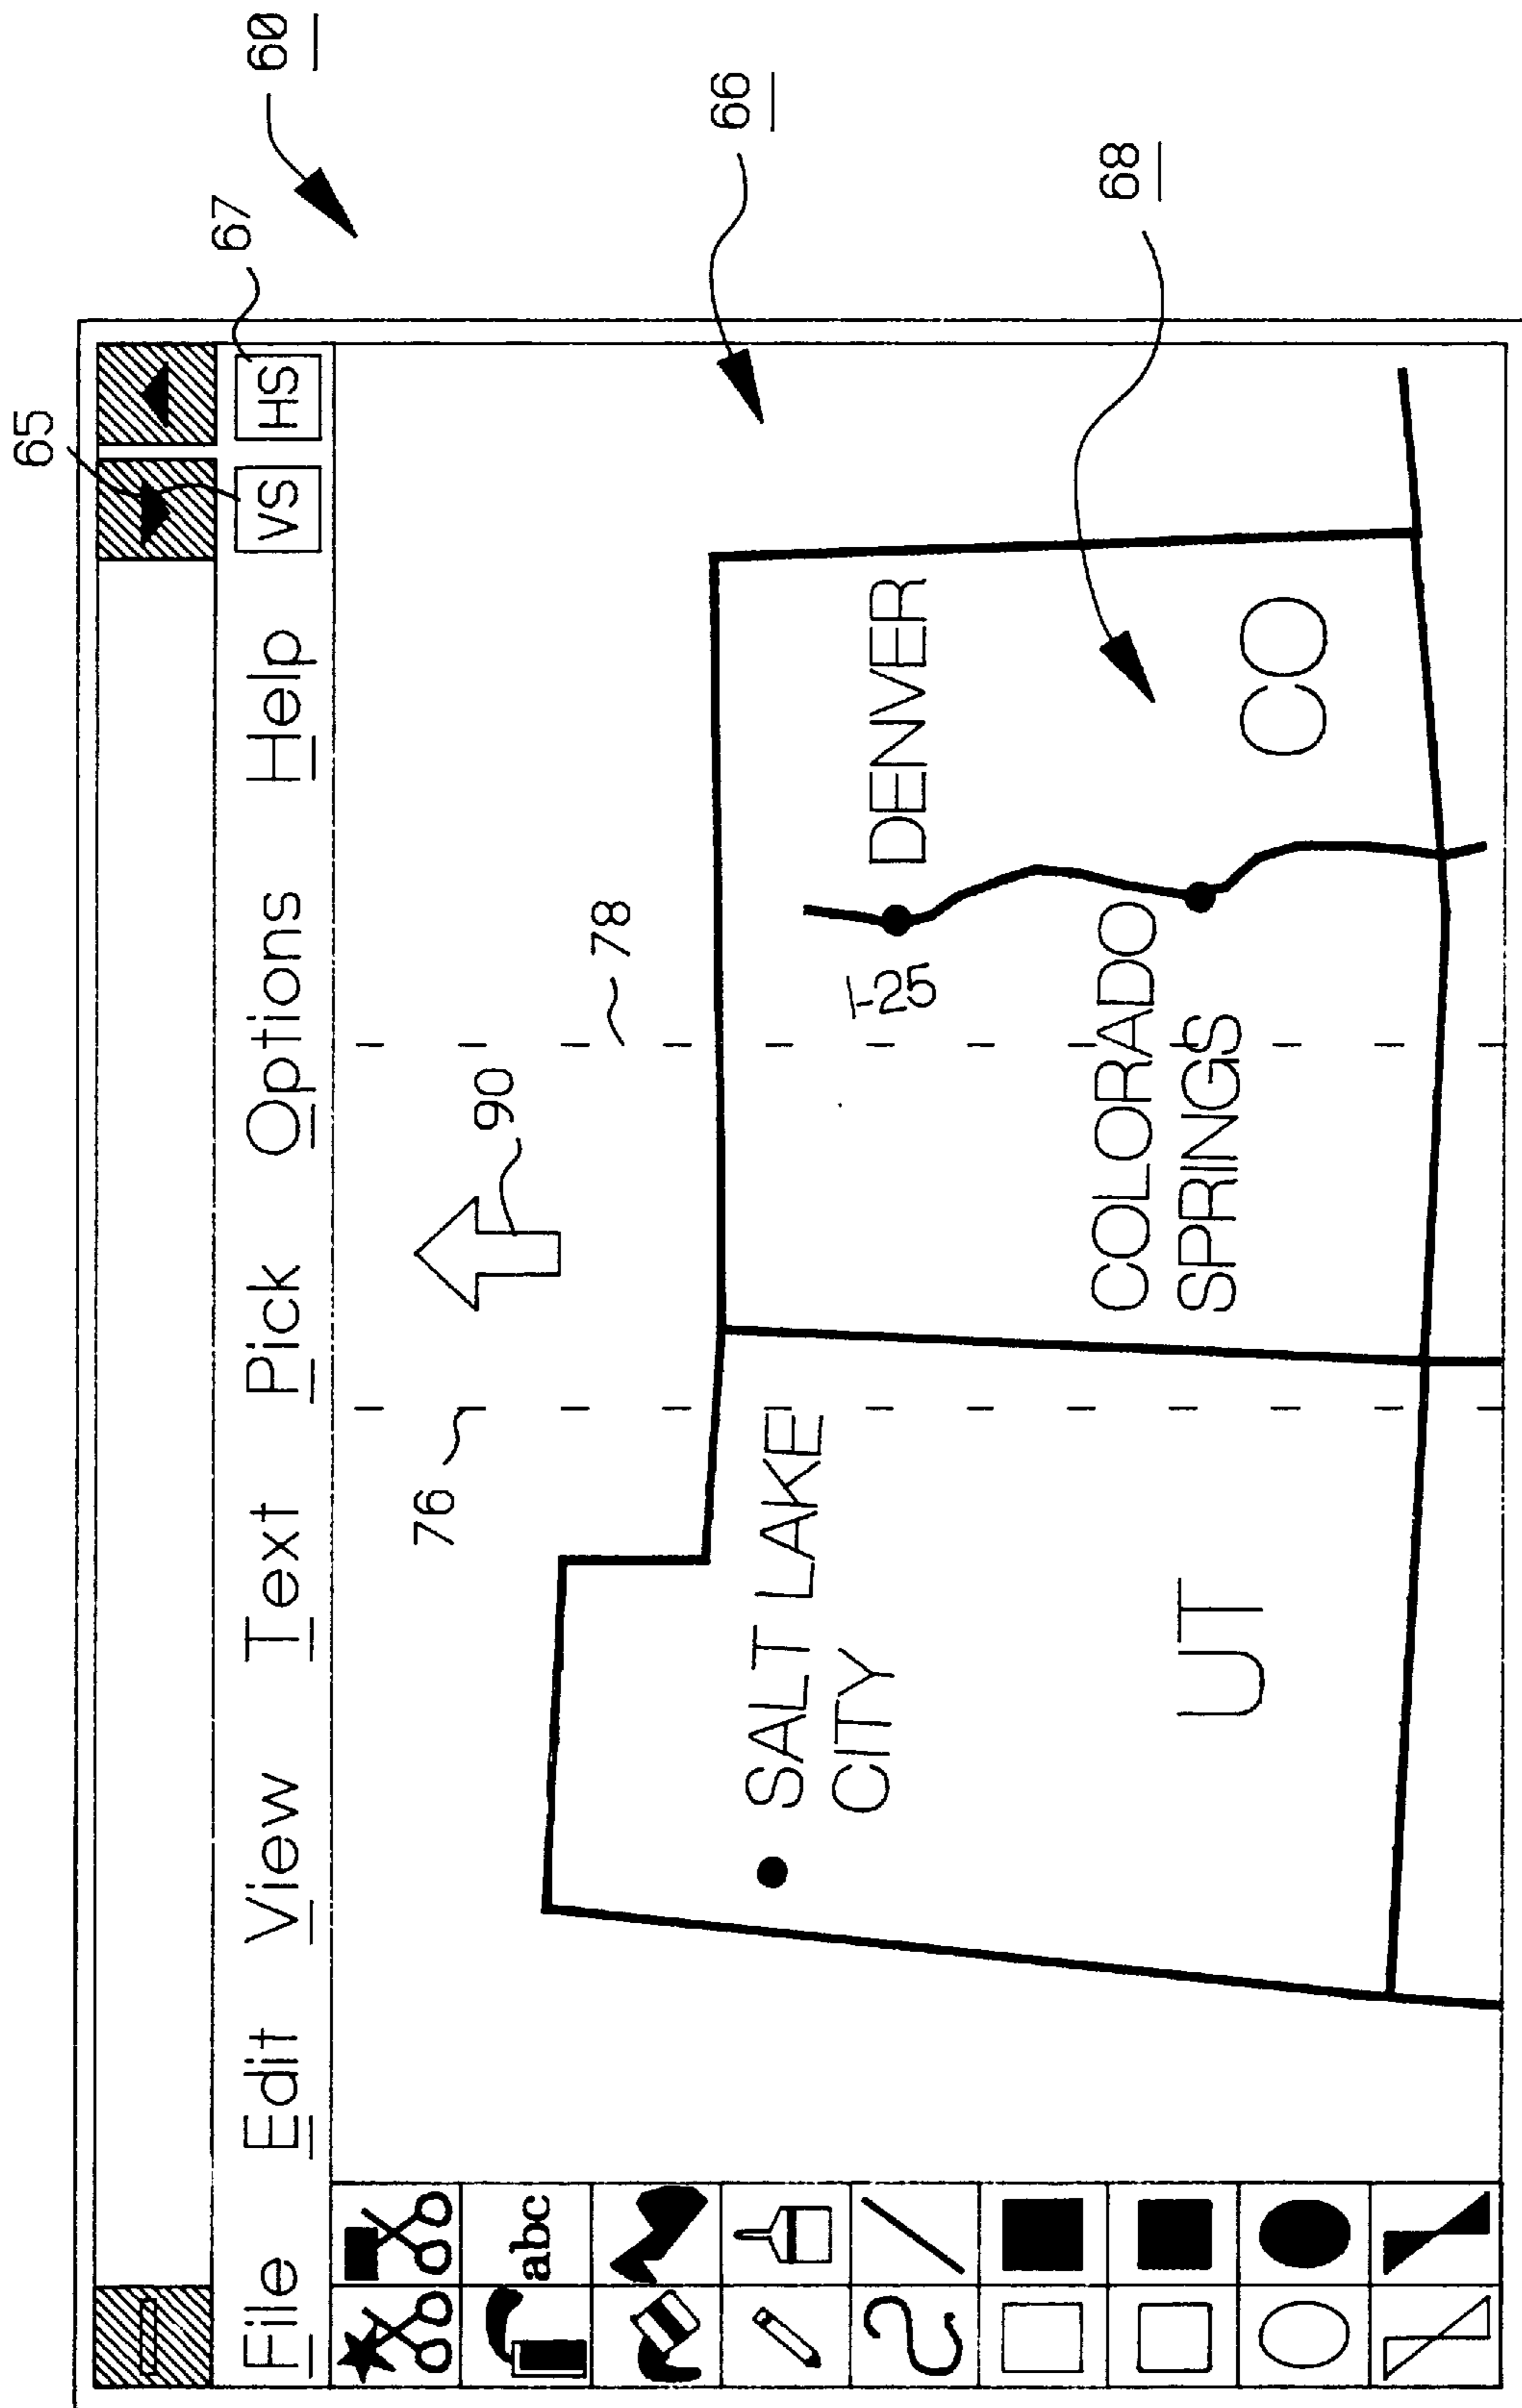 65
67
60
File Edit View Text Pick Options Help VS HS
66
90
78
76
abc
68
SALT LAKE
CITY
DENVER
I-25
COLORADO
SPRINGS
UT
CO